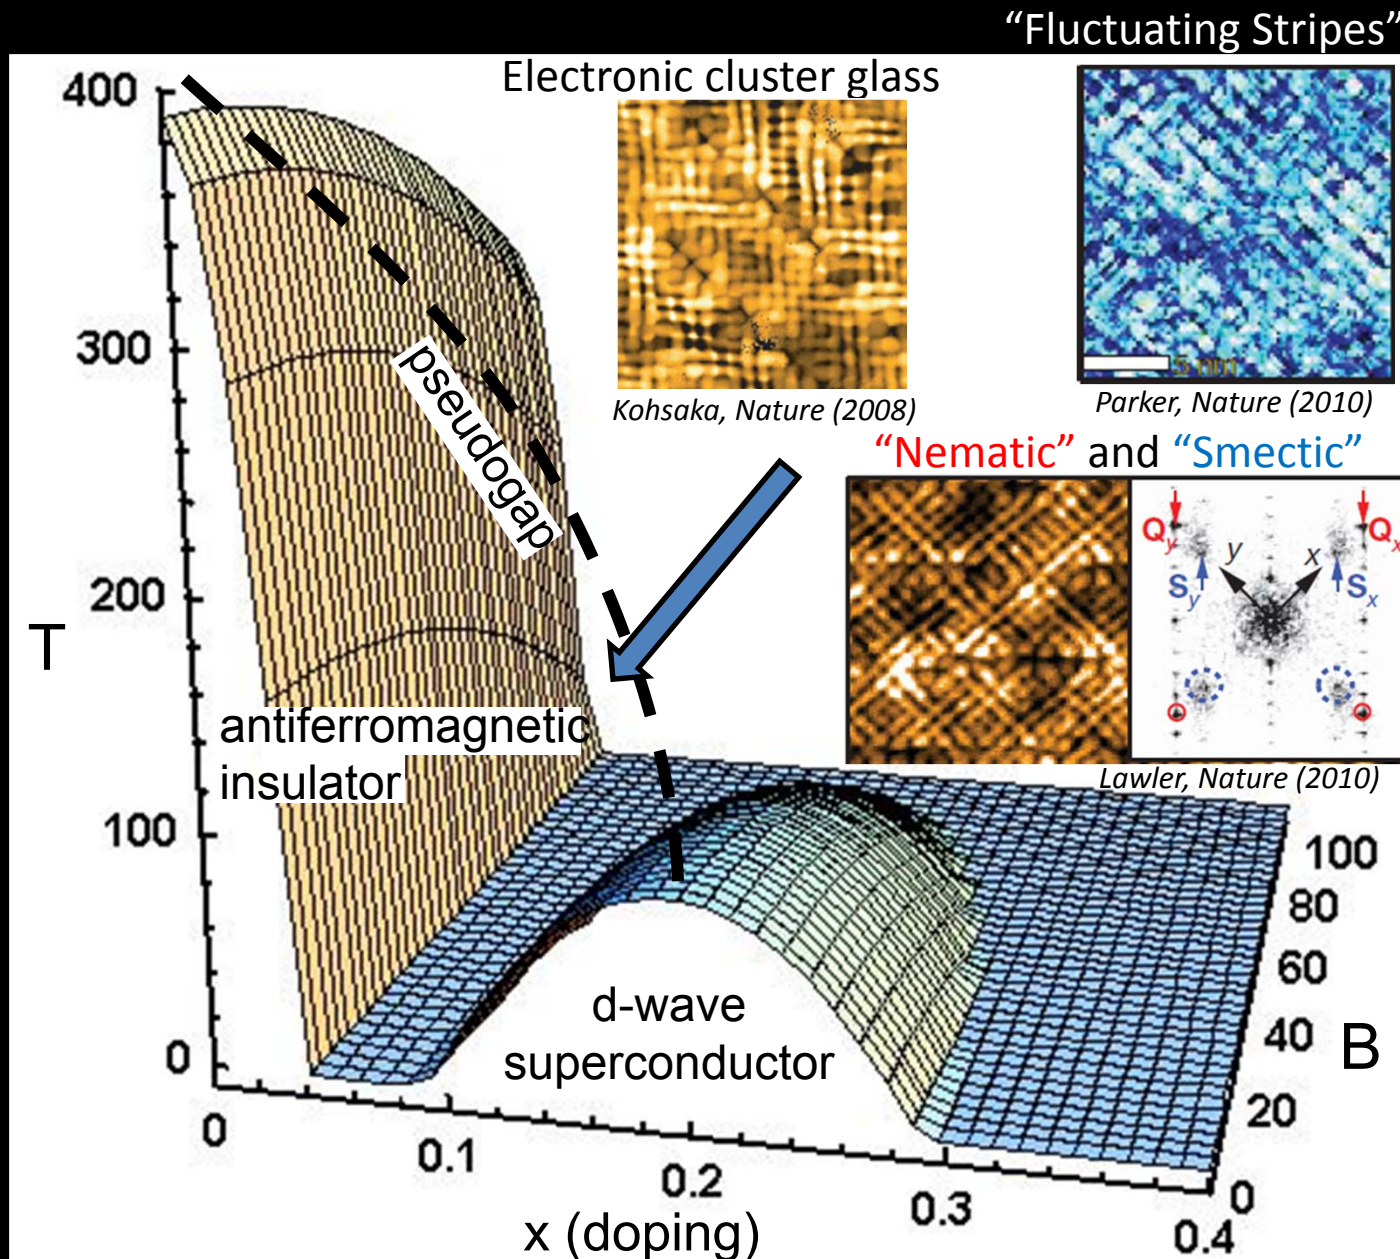 “Fluctuating Stripes”
Electronic cluster glass
Kohsaka, Nature (2008)
5 nm
Parker, Nature (2010)
“Nematic” and “Smectic”
Qy
Qx
y
x
Sy
Sx
Lawler, Nature (2010)
400
300
200
100
0
T
pseudogap
antiferromagnetic
insulator
d-wave
superconductor
100
80
60
40
20
0
B
0
0.1
0.2
0.3
0.4
x (doping)